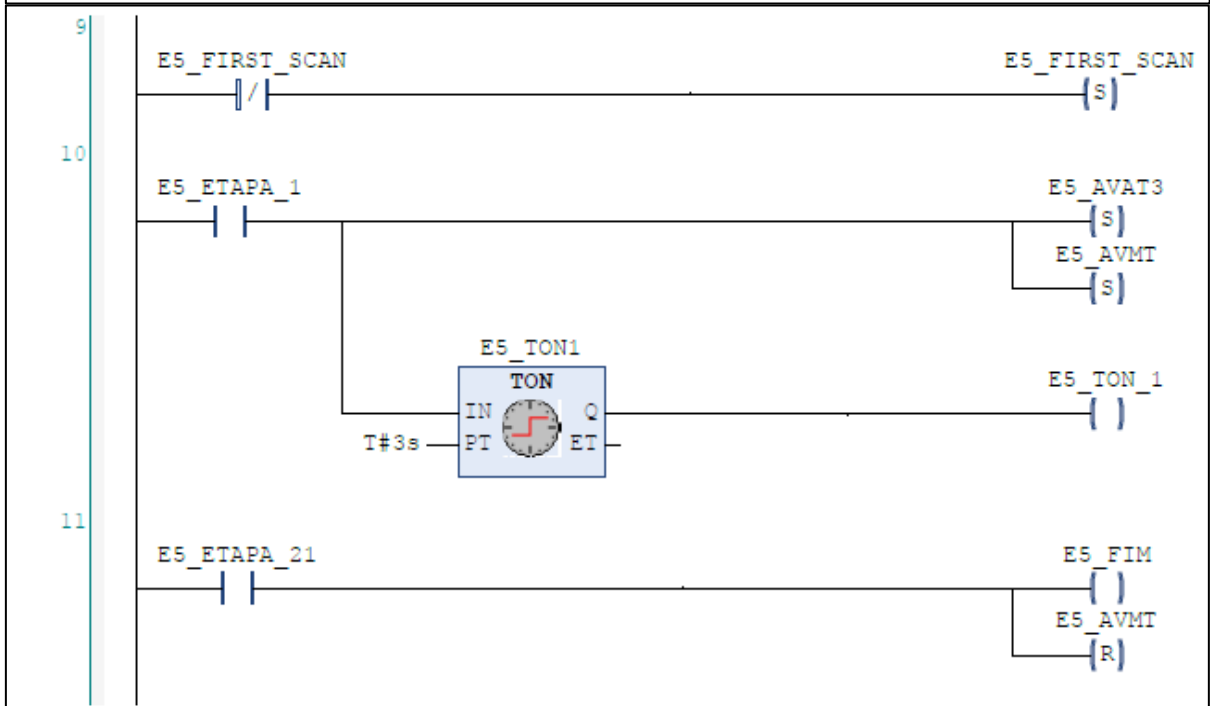 9
E5_FIRST_SCAN E5_FIRST_SCAN
/ S
10
E5_ETAPA_1 E5_AVAT3
S
E5_AVMT
S
E5_TON1
TON E5_TON_1
IN Q
T#3s PT ET
11
E5_ETAPA_21 E5_FIM
E5_AVMT
R